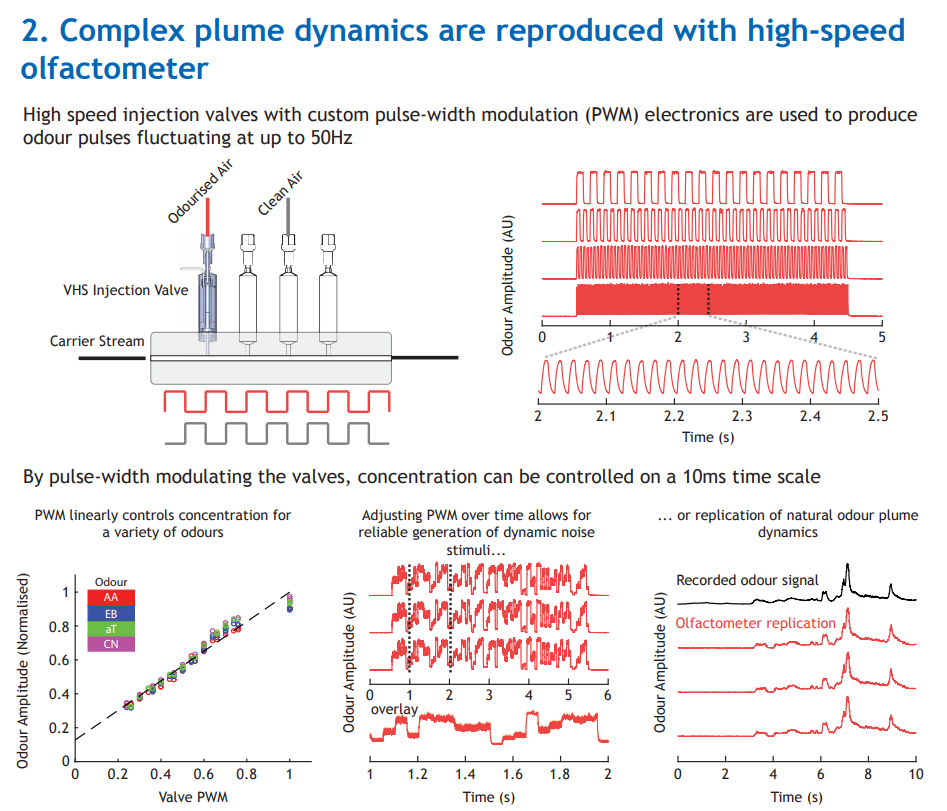 2. Complex plume dynamics are reproduced with high-speed
olfactometer
High speed injection valves with custom pulse-width modulation (PWM) electronics are used to produce
odour pulses fluctuating at up to 50Hz
Odourised Air
Clean Air
VHS Injection Valve
Carrier Stream
Odour Amplitude (AU)
0 1 2 3 4 5
2 2.1 2.2 2.3 2.4 2.5
Time (s)
By pulse-width modulating the valves, concentration can be controlled on a 10ms time scale
PWM linearly controls concentration for
a variety of odours
Odour Amplitude (Normalised)
1
0.8
0.6
0.4
0.2
0
Odour
AA
EB
aT
CN
0 0.2 0.4 0.6 0.8 1
Valve PWM
Adjusting PWM over time allows for
reliable generation of dynamic noise
stimuli...
Odour Amplitude (AU)
0 1 2 3 4 5 6
overlay
1 1.2 1.4 1.6 1.8 2
Time (s)
... or replication of natural odour plume
dynamics
Odour Amplitude (AU)
Recorded odour signal
Olfactometer replication
0 2 4 6 8 10
Time (s)